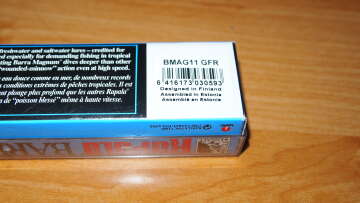 freshwater and saltwater lures – credited for
especially for demanding fishing in tropical
ting Barra Magnum' dives deeper than other
wounded-minnow" action even at high speed.
au douce comme en mer, de nombreux records
conditions extrêmes de pêches tropicales. Il est
plonge plus profond que les autres Rapala'
de "poisson blessé" même à haute vitesse.
BMAG11 GFR
6 416173 030593
Designed in Finland
Assembled in Estonia
Assemblé en Estonie